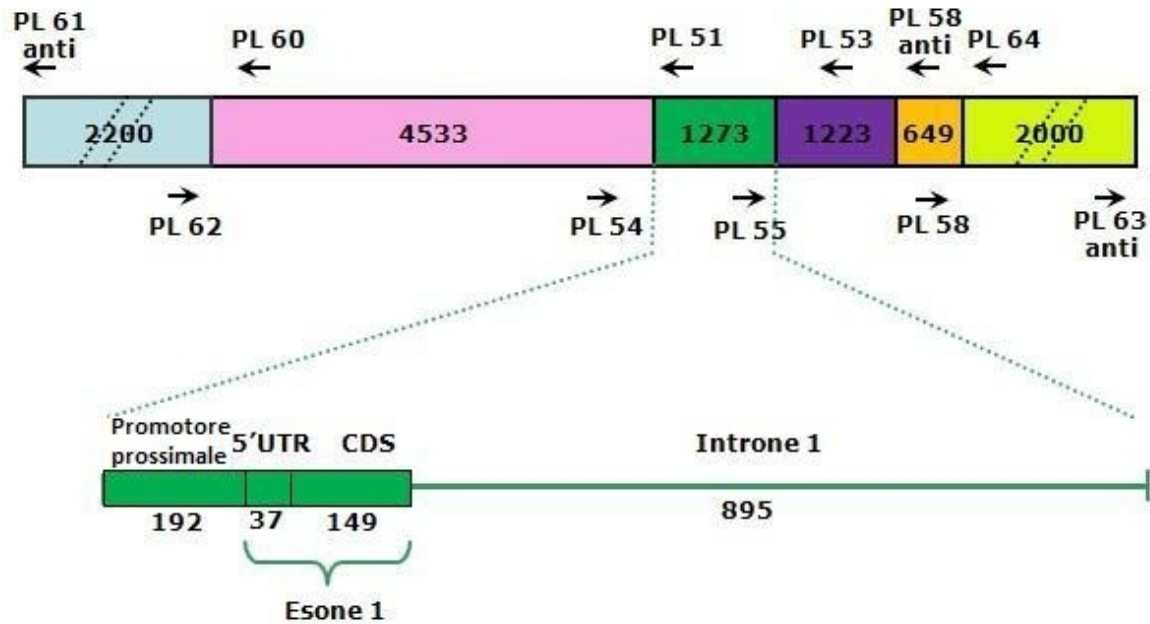 PL 61
anti
PL 60
PL 51
PL 53
PL 58
anti
PL 64
2200
4533
1273
1223
649
2000
PL 62
PL 54
PL 55
PL 58
PL 63
anti
Promotore
prossimale
5´UTR
CDS
Introne 1
192
37
149
895
Esone 1